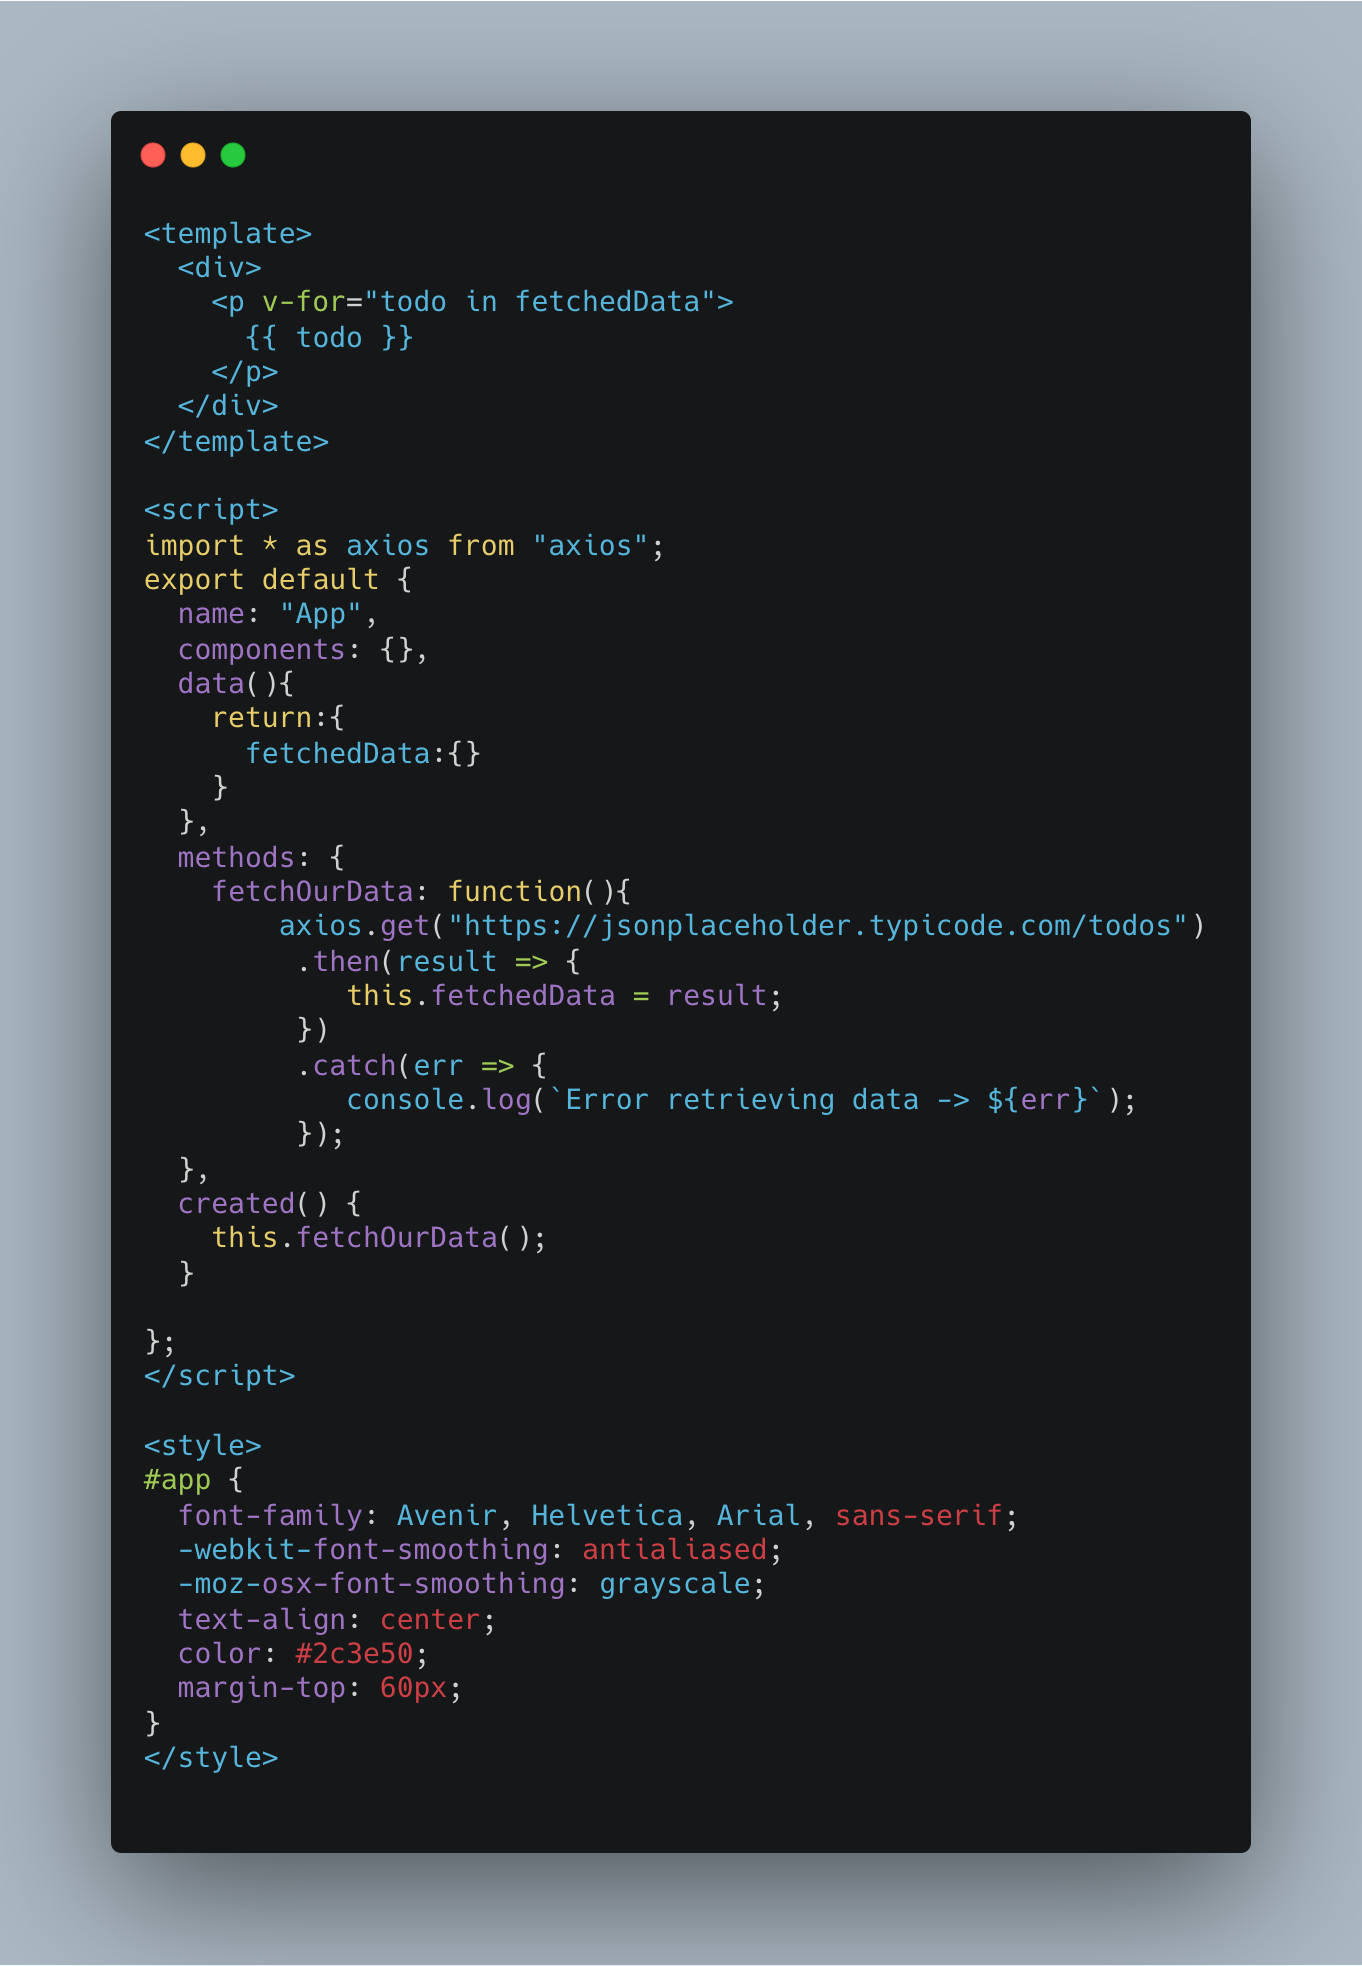 <template>
  <div>
    <p v-for="todo in fetchedData">
      {{ todo }}
    </p>
  </div>
</template>

<script>
import * as axios from "axios";
export default {
  name: "App",
  components: {},
  data(){
    return:{
      fetchedData:{}
    }
  },
  methods: {
    fetchOurData: function(){
        axios.get("https://jsonplaceholder.typicode.com/todos")
         .then(result => {
            this.fetchedData = result;
         })
         .catch(err => {
            console.log(`Error retrieving data -> ${err}`);
         });
  },
  created() {
    this.fetchOurData();
  }

};
</script>

<style>
#app {
  font-family: Avenir, Helvetica, Arial, sans-serif;
  -webkit-font-smoothing: antialiased;
  -moz-osx-font-smoothing: grayscale;
  text-align: center;
  color: #2c3e50;
  margin-top: 60px;
}
</style>